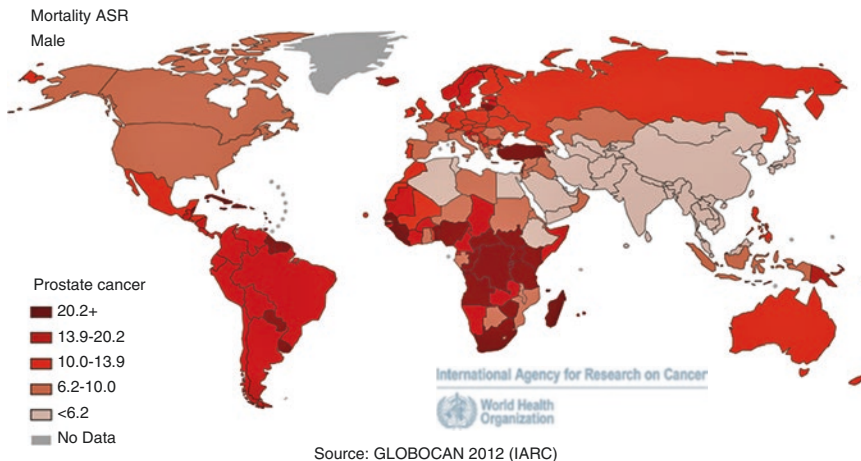 Mortality ASR
Male
Prostate cancer
20.2+
13.9-20.2
10.0-13.9
6.2-10.0
<6.2
No Data
International Agency for Research on Cancer
World Health
Organization
Source: GLOBOCAN 2012 (IARC)